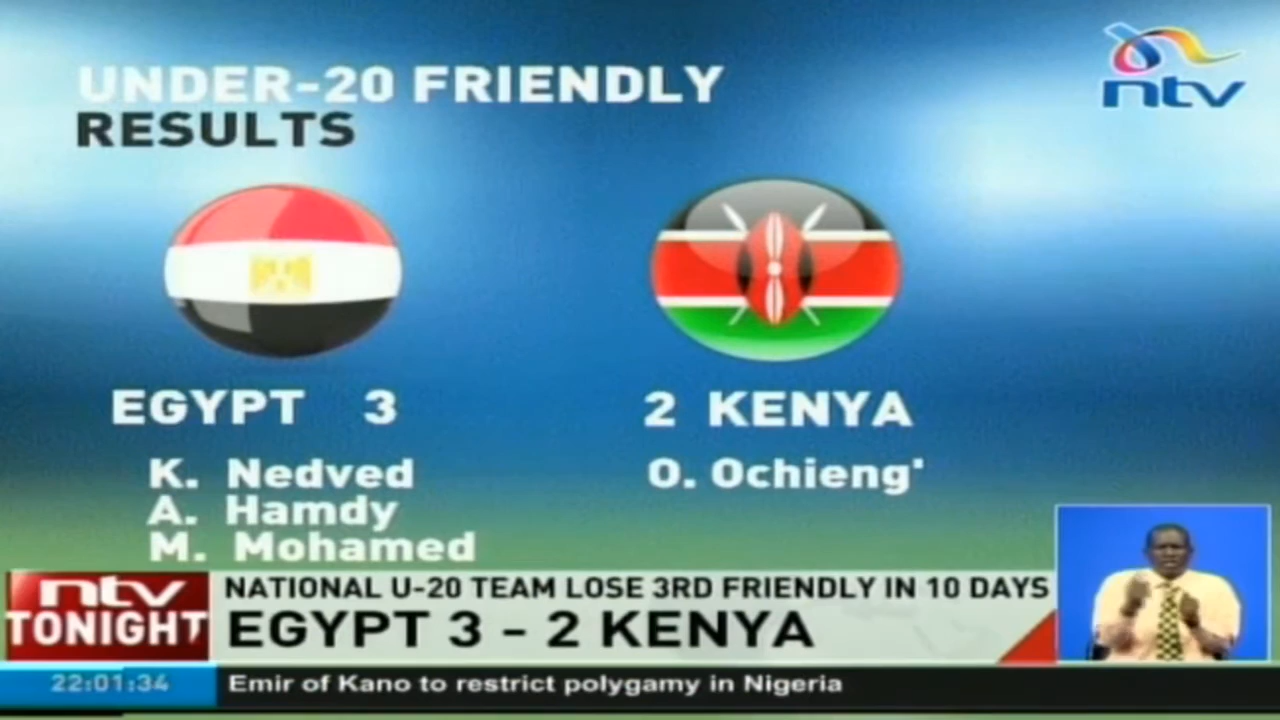 UNDER-20 FRIENDLY
RESULTS
ntv
EGYPT 3
2 KENYA
K. Nedved
A. Hamdy
M. Mohamed
O. Ochieng'
ntv
TONIGHT
NATIONAL U-20 TEAM LOSE 3RD FRIENDLY IN 10 DAYS
EGYPT 3 - 2 KENYA
22:01:34
Emir of Kano to restrict polygamy in Nigeria